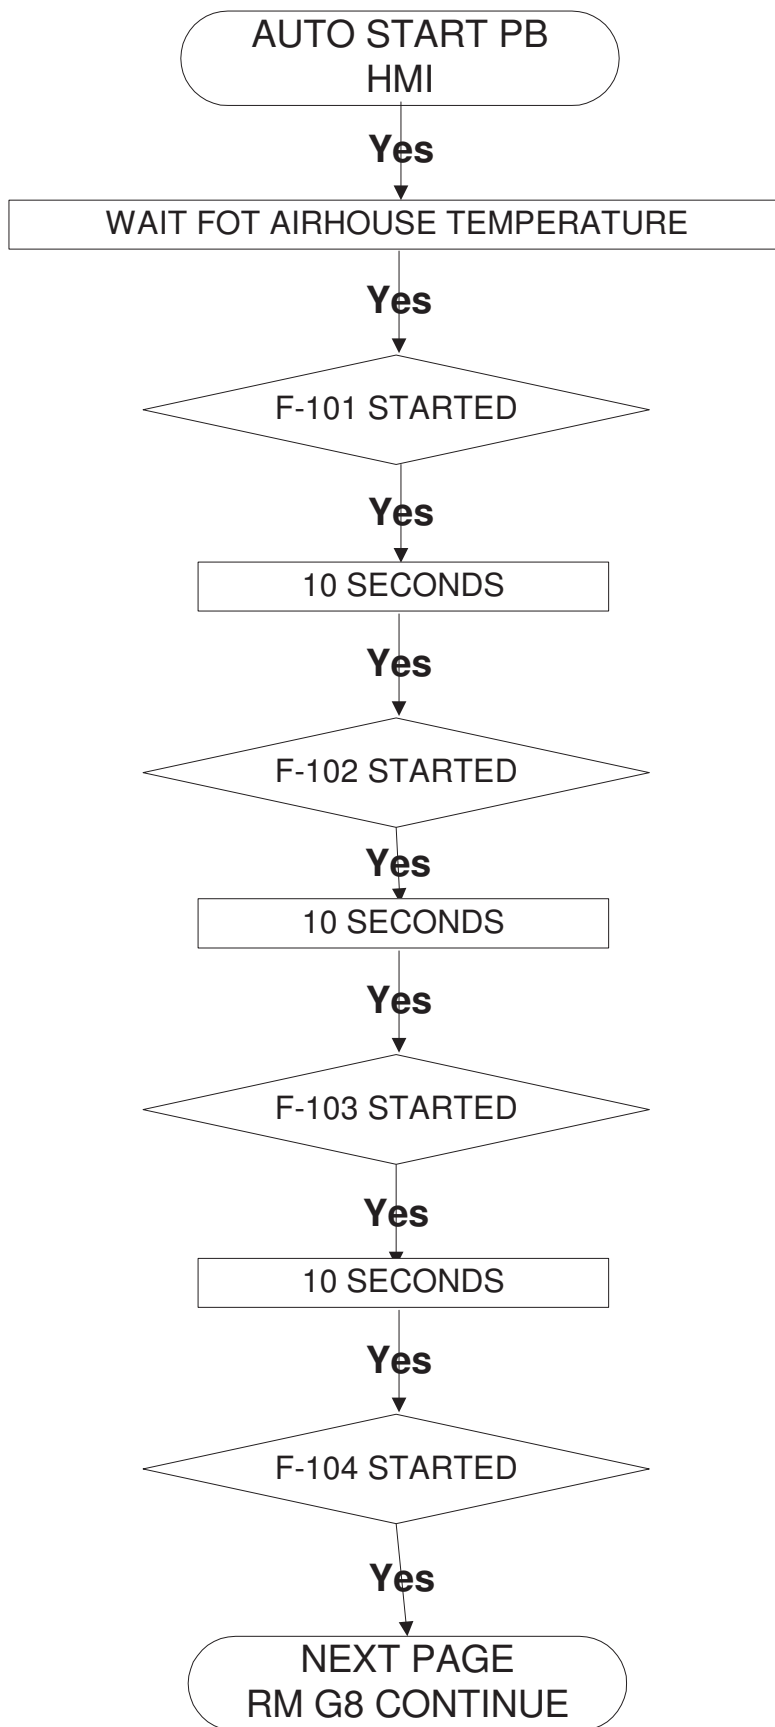 AUTO START PB
HMI
Yes
WAIT FOT AIRHOUSE TEMPERATURE
Yes
F-101 STARTED
Yes
10 SECONDS
Yes
F-102 STARTED
Yes
10 SECONDS
Yes
F-103 STARTED
Yes
10 SECONDS
Yes
F-104 STARTED
Yes
NEXT PAGE
RM G8 CONTINUE